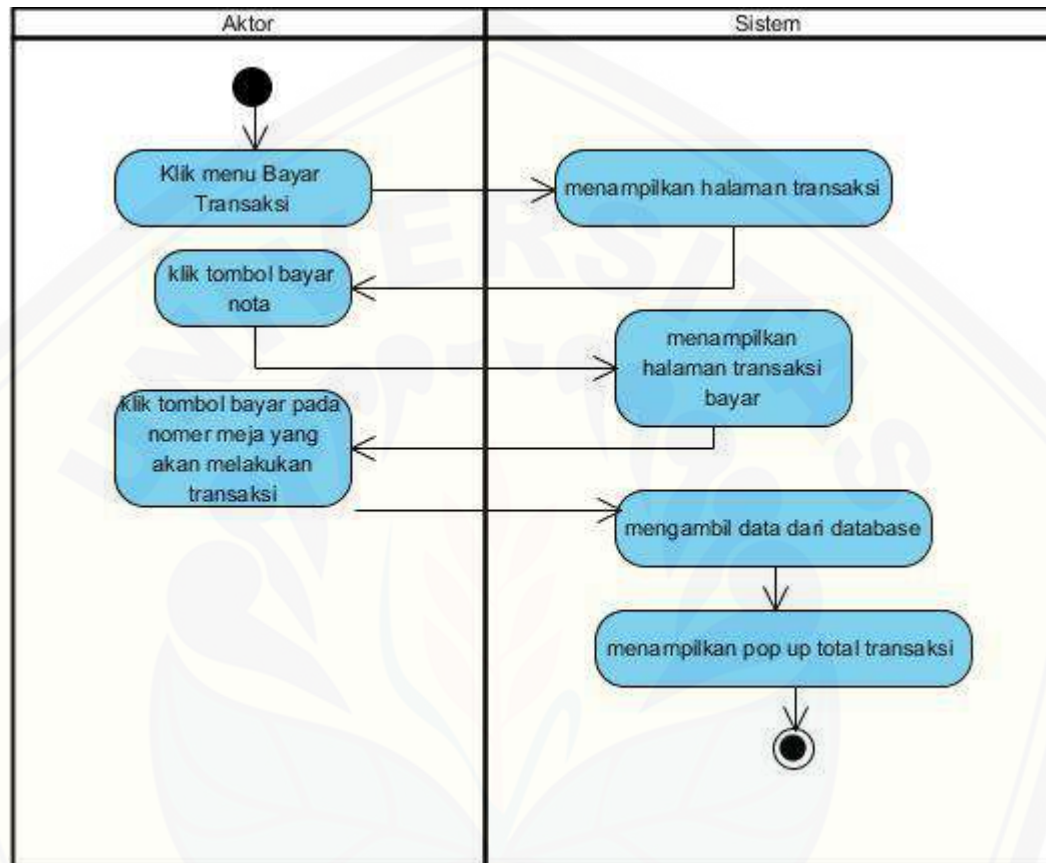 Aktor
Sistem
Klik menu Bayar
Transaksi
menampilkan halaman transaksi
klik tombol bayar
nota
menampilkan
halaman transaksi
bayar
klik tombol bayar pada
nomer meja yang
akan melakukan
transaksi
mengambil data dari database
menampilkan pop up total transaksi
UNIVERSITAS